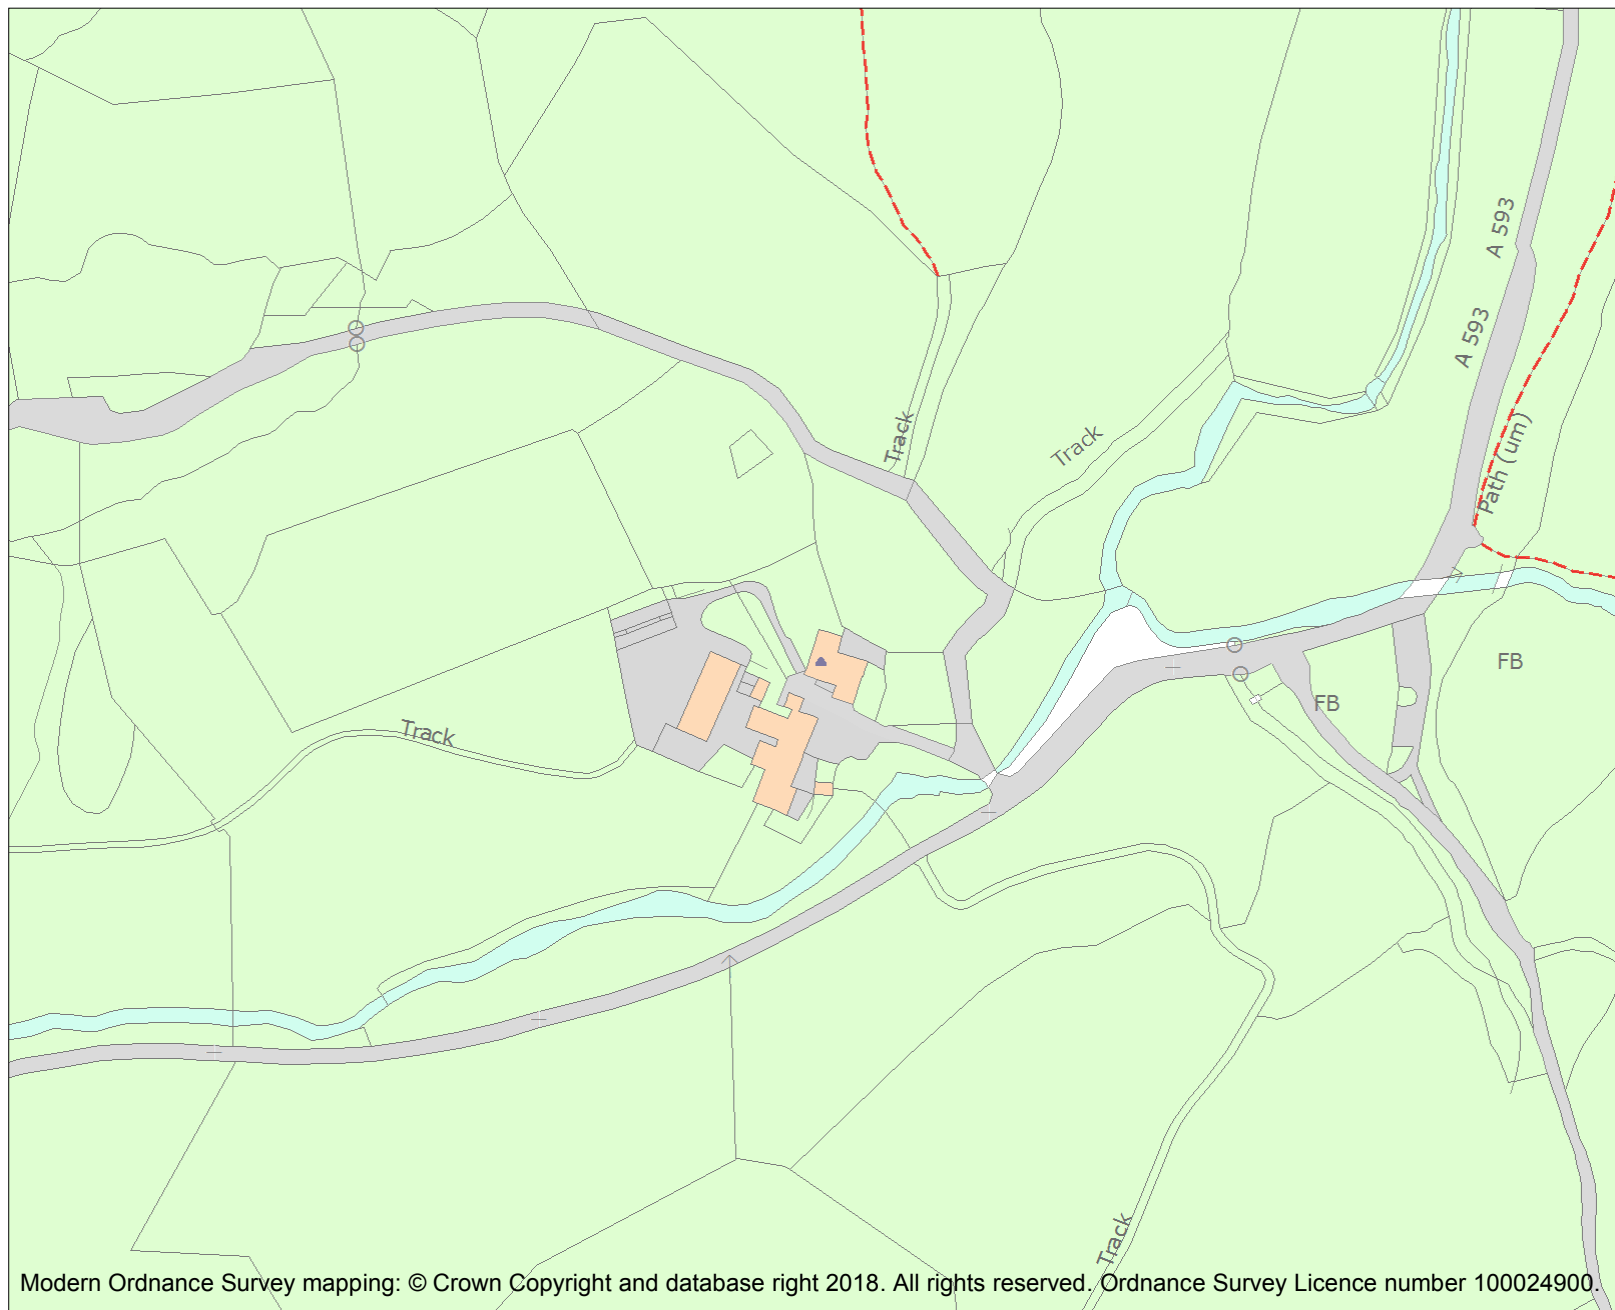 A 593
A 593
Track
Track
Path (um)
FB
FB
Track
Track
Modern Ordnance Survey mapping: © Crown Copyright and database right 2018. All rights reserved. Ordnance Survey Licence number 100024900.